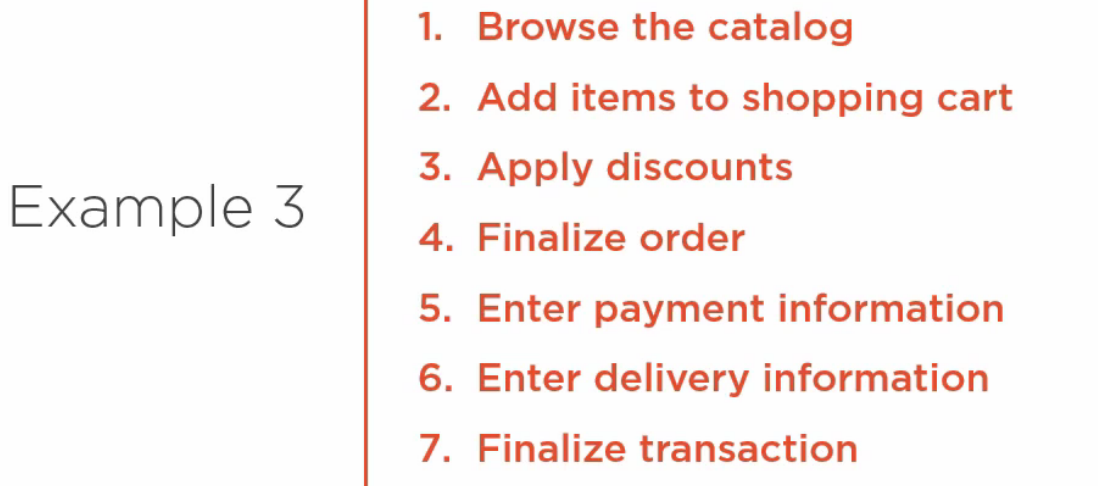 Example 3
1. Browse the catalog
2. Add items to shopping cart
3. Apply discounts
4. Finalize order
5. Enter payment information
6. Enter delivery information
7. Finalize transaction